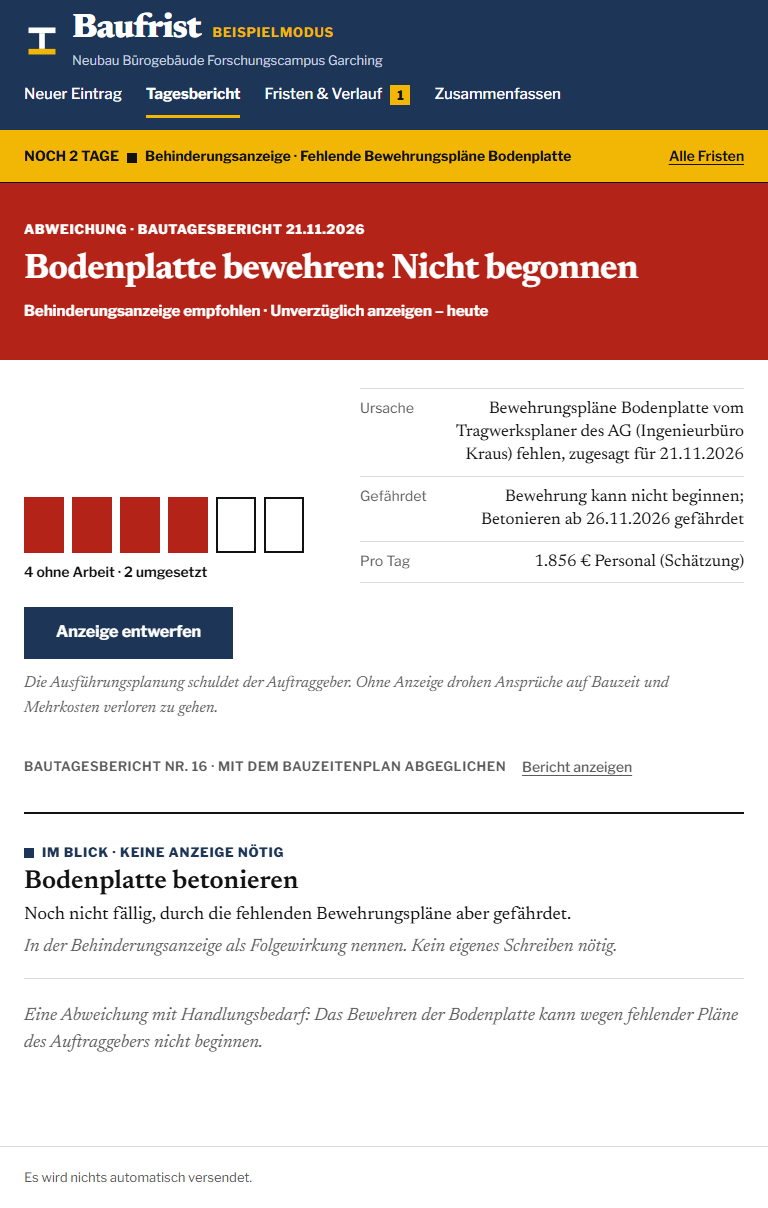 Baufrist BEISPIELMODUS
Neubau Bürogebäude Forschungscampus Garching
Neuer Eintrag Tagesbericht Fristen & Verlauf 1 Zusammenfassen
NOCH 2 TAGE Behinderungsanzeige · Fehlende Bewehrungspläne Bodenplatte Alle Fristen
ABWEICHUNG · BAUTAGESBERICHT 21.11.2026
Bodenplatte bewehren: Nicht begonnen
Behinderungsanzeige empfohlen · Unverzüglich anzeigen – heute
Ursache Bewehrungspläne Bodenplatte vom
Tragwerksplaner des AG (Ingenieurbüro
Kraus) fehlen, zugesagt für 21.11.2026
Gefährdet Bewehrung kann nicht beginnen;
Betonieren ab 26.11.2026 gefährdet
Pro Tag 1.856 € Personal (Schätzung)
4 ohne Arbeit · 2 umgesetzt
Anzeige entwerfen
Die Ausführungsplanung schuldet der Auftraggeber. Ohne Anzeige drohen Ansprüche auf Bauzeit und
Mehrkosten verloren zu gehen.
BAUTAGESBERICHT NR. 16 · MIT DEM BAUZEITENPLAN ABGEGLICHEN Bericht anzeigen
IM BLICK · KEINE ANZEIGE NÖTIG
Bodenplatte betonieren
Noch nicht fällig, durch die fehlenden Bewehrungspläne aber gefährdet.
In der Behinderungsanzeige als Folgewirkung nennen. Kein eigenes Schreiben nötig.
Eine Abweichung mit Handlungsbedarf: Das Bewehren der Bodenplatte kann wegen fehlender Pläne
des Auftraggebers nicht beginnen.
Es wird nichts automatisch versendet.